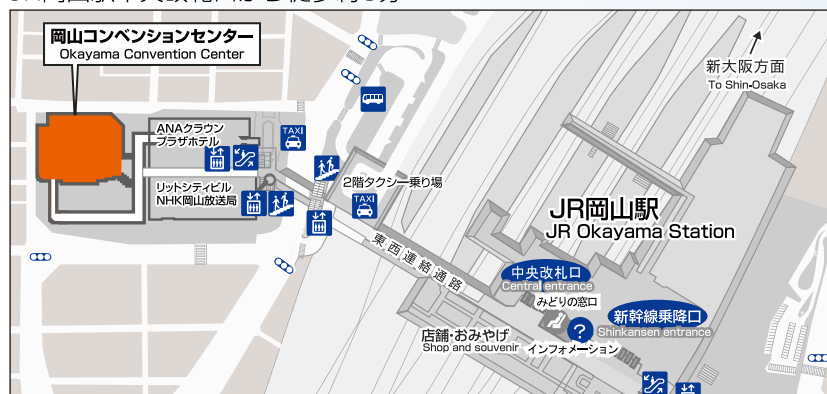 岡山コンベンションセンター
Okayama Convention Center
新大阪方面
To Shin-Osaka
ANAクラウン
プラザホテル
TAXI
リットシティビル
NHK岡山放送局
2階タクシー乗り場
TAXI
JR岡山駅
JR Okayama Station
東西連絡通路
中央改札口
Central entrance
みどりの窓口
新幹線乗降口
Shinkansen entrance
?
インフォメーション
店舗・おみやげ
Shop and souvenir